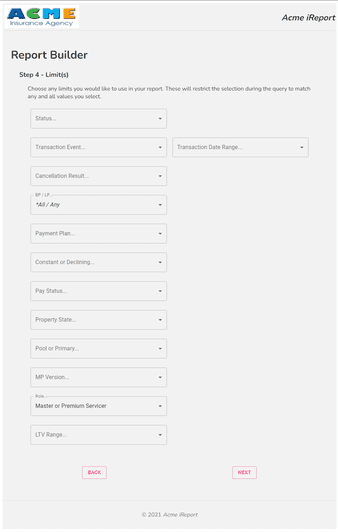 ACME
Insurance Agency
Acme iReport
Report Builder
Step 4 - Limit(s)
Choose any limits you would like to use in your report. These will restrict the selection during the query to match
any and all values you select.
Status...
Transaction Event...
Transaction Date Range...
Cancellation Result...
BP / LP...
*All / Any
Payment Plan...
Constant or Declining...
Pay Status...
Property State...
Pool or Primary...
MP Version...
Role...
Master or Premium Servicer
LTV Range...
BACK
NEXT
© 2021 Acme iReport